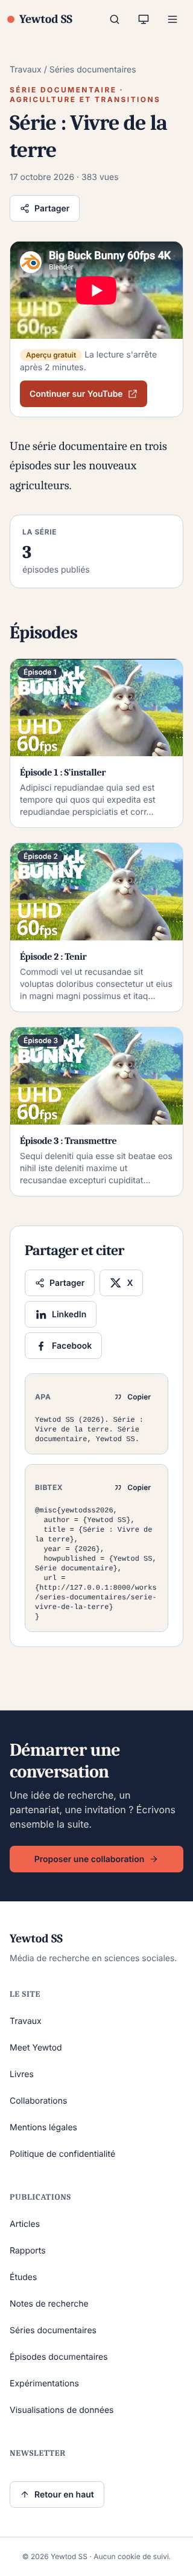 Yewtod SS
Travaux / Séries documentaires
SÉRIE DOCUMENTAIRE ·
AGRICULTURE ET TRANSITIONS
Série : Vivre de la
terre
17 octobre 2026 · 383 vues
Partager
Big Buck Bunny 60fps 4K
Blender
UHD
60fps
Aperçu gratuit La lecture s'arrête
après 2 minutes.
Continuer sur YouTube
Une série documentaire en trois
épisodes sur les nouveaux
agriculteurs.
LA SÉRIE
3
épisodes publiés
Épisodes
Épisode 1
BUNNY
UHD
60fps
Épisode 1 : S'installer
Adipisci repudiandae quia sed est
temporе qui quos qui expedita est
repudiandae perspiciatis et corr…
Épisode 2
BUNNY
UHD
60fps
Épisode 2 : Tenir
Commodi vel ut recusandae sit
voluptas doloribus consectetur ut eius
in magni magni possimus et itaq…
Épisode 3
BUNNY
UHD
60fps
Épisode 3 : Transmettre
Sequi deleniti quia esse sit beatae eos
nihil iste deleniti maxime ut
recusandae excepturi cupiditat…
Partager et citer
Partager
X
LinkedIn
Facebook
APA
Copier
Yewtod SS (2026). Série :
Vivre de la terre. Série
documentaire, Yewtod SS.
BIBTEX
Copier
@misc{yewtodss2026,
author = {Yewtod SS},
title = {Série : Vivre de
la terre},
year = {2026},
howpublished = {Yewtod SS,
Série documentaire},
url =
{http://127.0.0.1:8000/works
/series-documentaires/serie-
vivre-de-la-terre}
}
Démarrer une
conversation
Une idée de recherche, un
partenariat, une invitation ? Écrivons
ensemble la suite.
Proposer une collaboration
Yewtod SS
Média de recherche en sciences sociales.
LE SITE
Travaux
Meet Yewtod
Livres
Collaborations
Mentions légales
Politique de confidentialité
PUBLICATIONS
Articles
Rapports
Études
Notes de recherche
Séries documentaires
Épisodes documentaires
Expérimentations
Visualisations de données
NEWSLETTER
Retour en haut
© 2026 Yewtod SS · Aucun cookie de suivi.